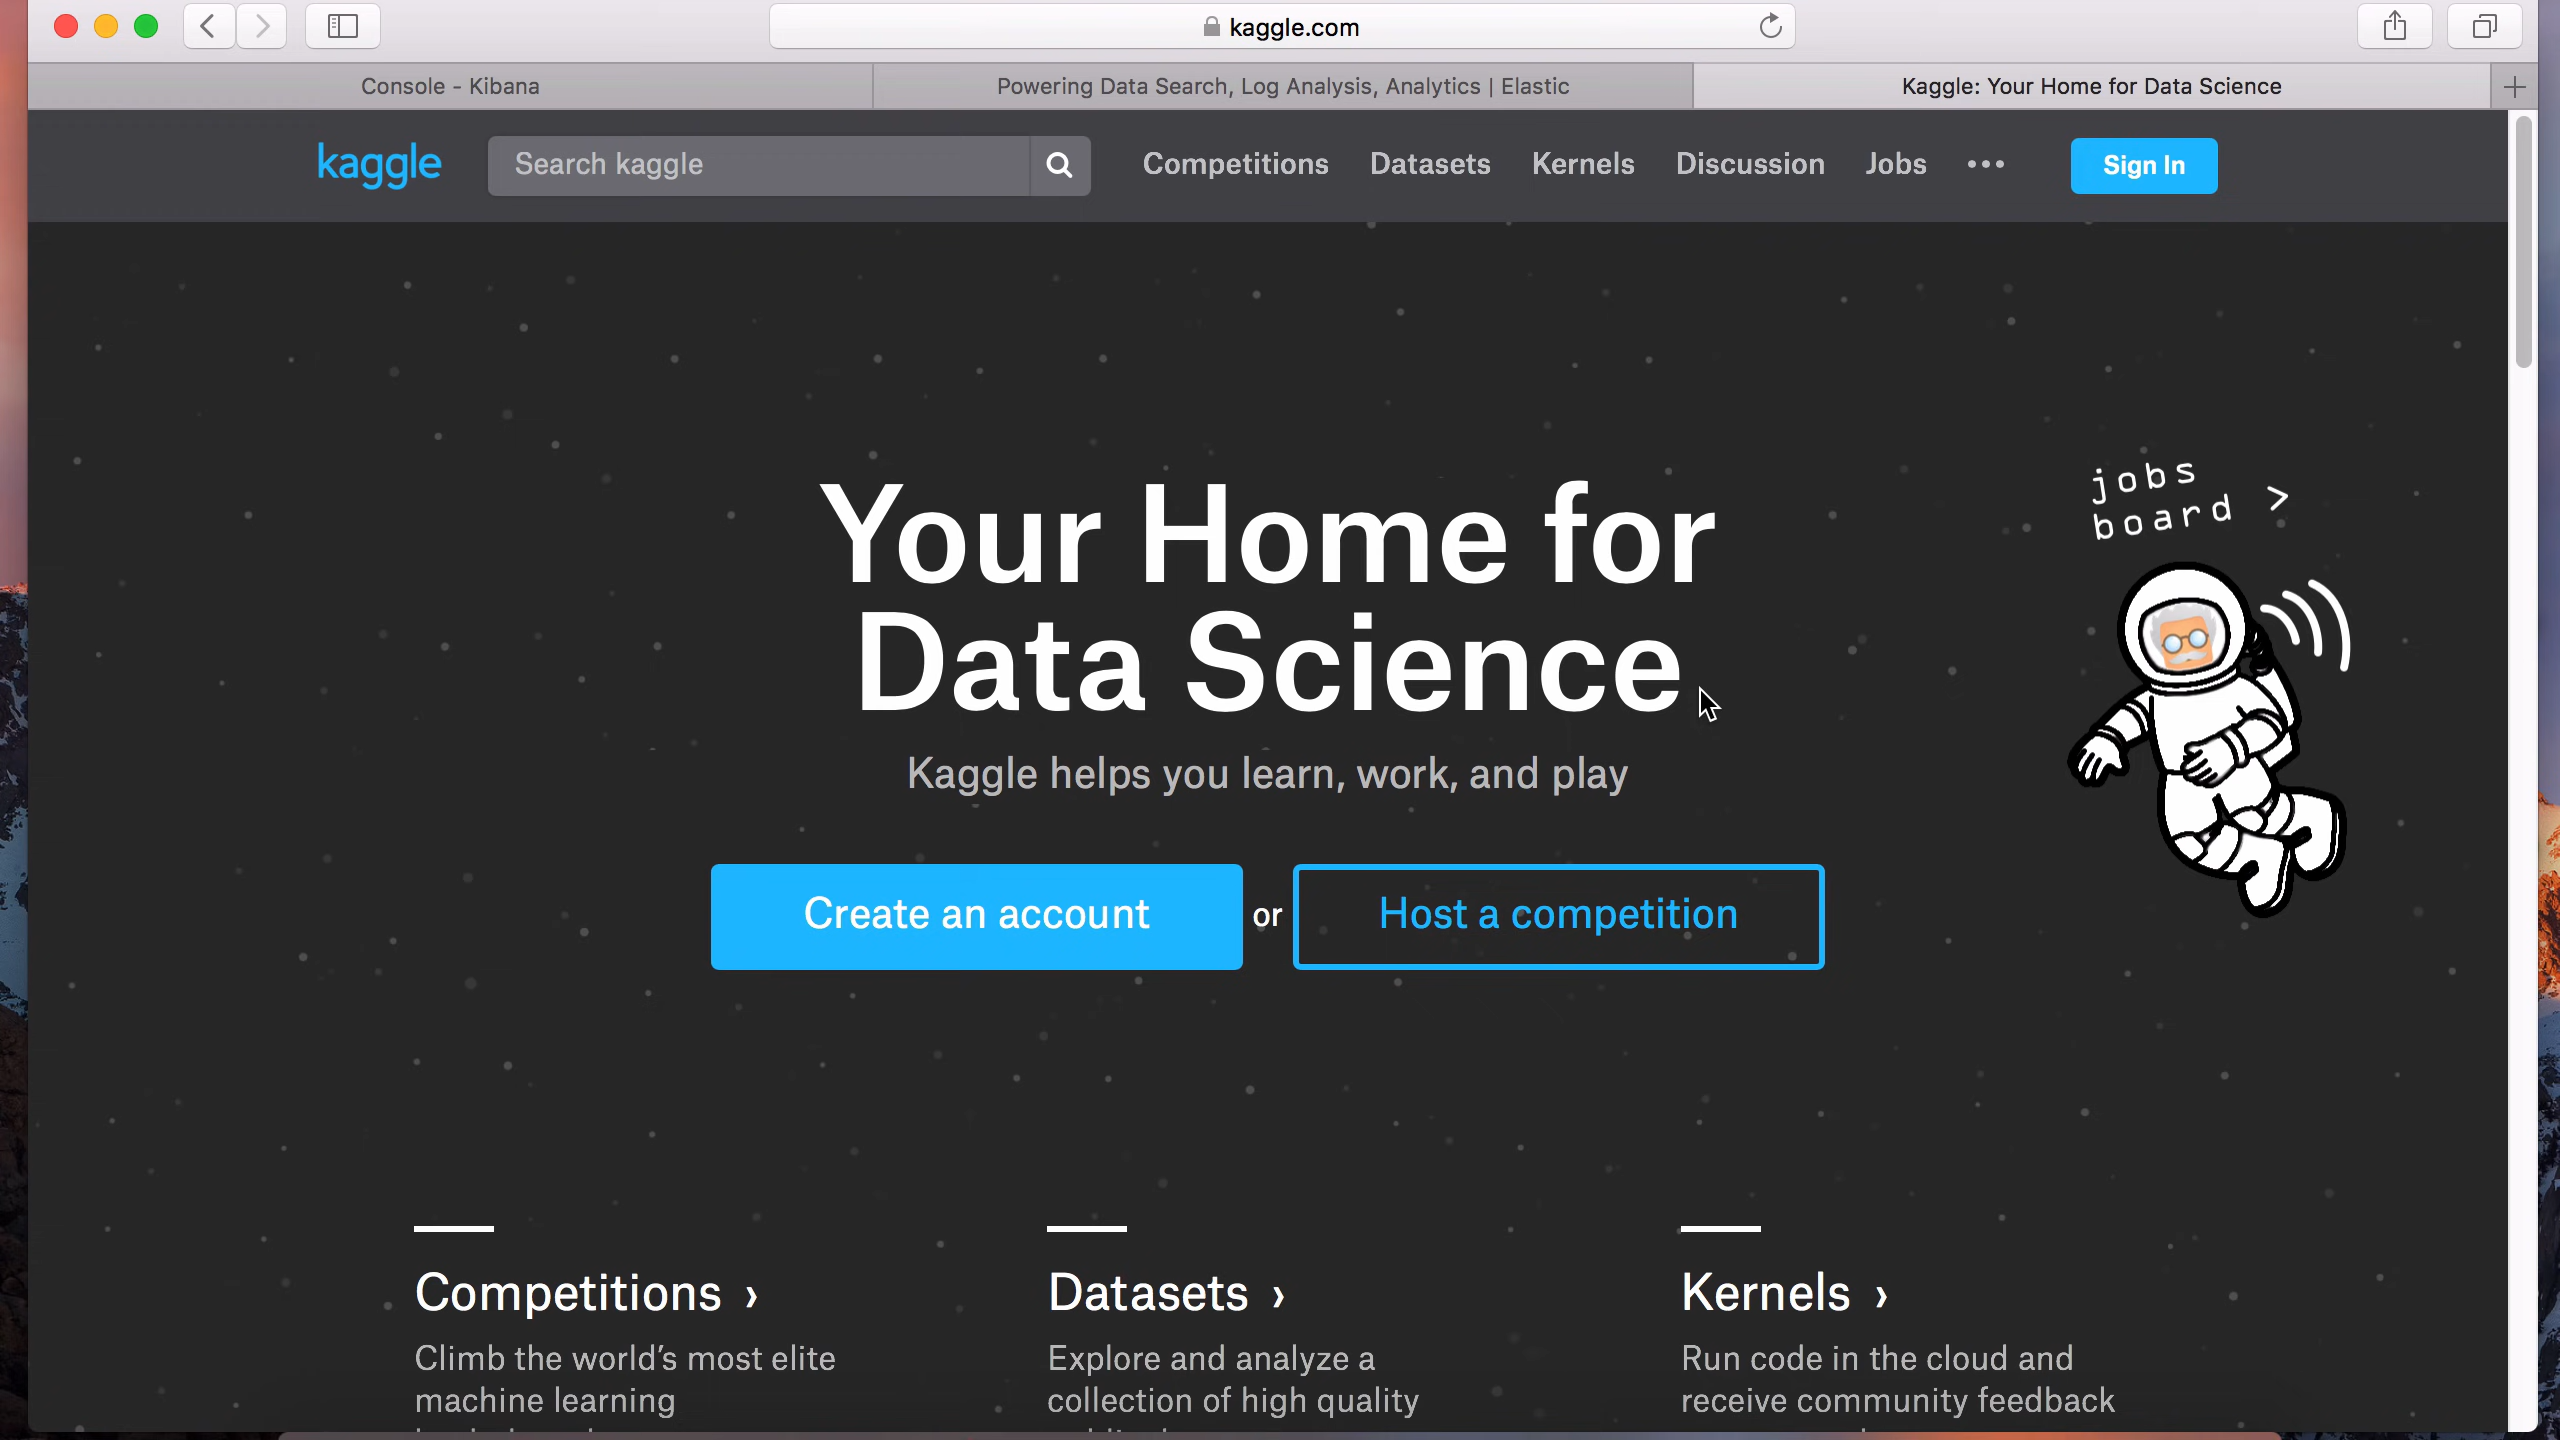 kaggle.com
Console - Kibana
Powering Data Search, Log Analysis, Analytics | Elastic
Kaggle: Your Home for Data Science
kaggle
Search kaggle
Competitions
Datasets
Kernels
Discussion
Jobs
•••
Sign In
jobs
board >
Your Home for
Data Science
Kaggle helps you learn, work, and play
Create an account
or
Host a competition
Competitions ›
Climb the world’s most elite
machine learning
Datasets ›
Explore and analyze a
collection of high quality
Kernels ›
Run code in the cloud and
receive community feedback